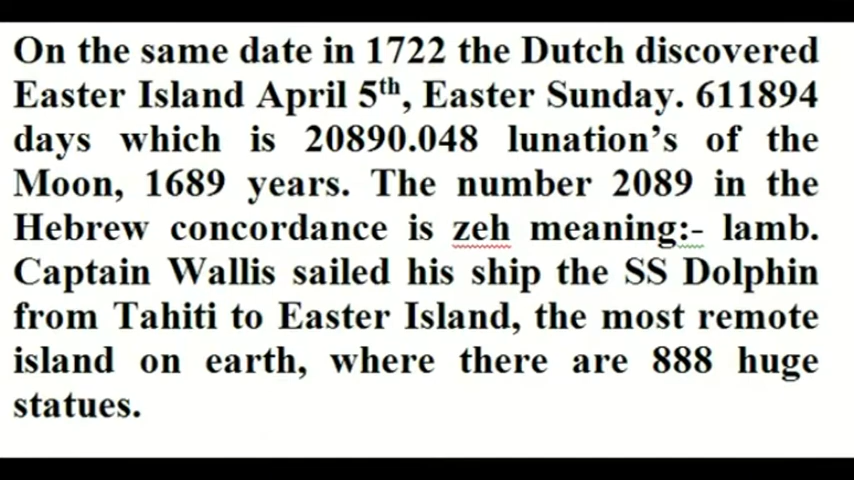 On the same date in 1722 the Dutch discovered
Easter Island April 5th, Easter Sunday. 611894
days which is 20890.048 lunation's of the
Moon, 1689 years. The number 2089 in the
Hebrew concordance is zeh meaning:- lamb.
Captain Wallis sailed his ship the SS Dolphin
from Tahiti to Easter Island, the most remote
island on earth, where there are 888 huge
statues.